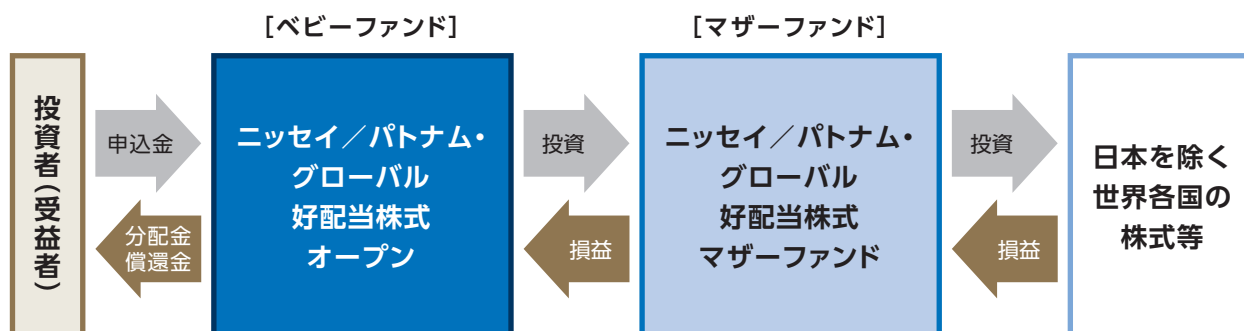 [ベビーファンド]
[マザーファンド]
投資者(受益者)
申込金
分配金
償還金
ニッセイ／パトナム・
グローバル
好配当株式
オープン
投資
損益
ニッセイ／パトナム・
グローバル
好配当株式
マザーファンド
投資
損益
日本を除く
世界各国の
株式等